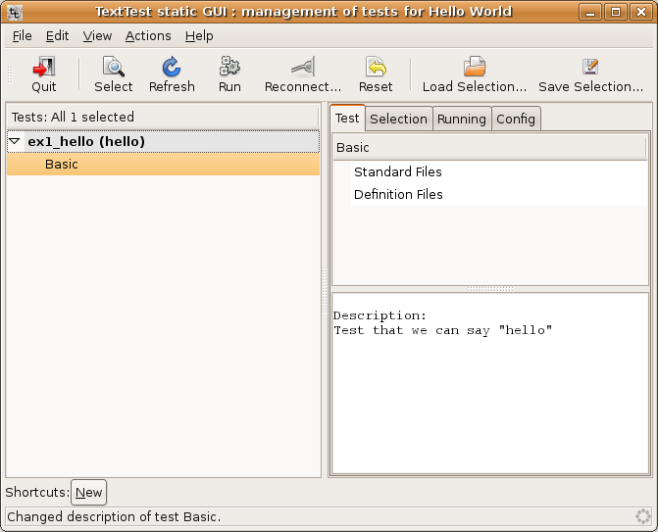 TextTest static GUI : management of tests for Hello World
File Edit View Actions Help
Quit Select Refresh Run Reconnect... Reset Load Selection... Save Selection...
Tests: All 1 selected
ex1_hello (hello)
Basic
Test Selection Running Config
Basic
Standard Files
Definition Files
Description:
Test that we can say "hello"
Shortcuts: New
Changed description of test Basic.